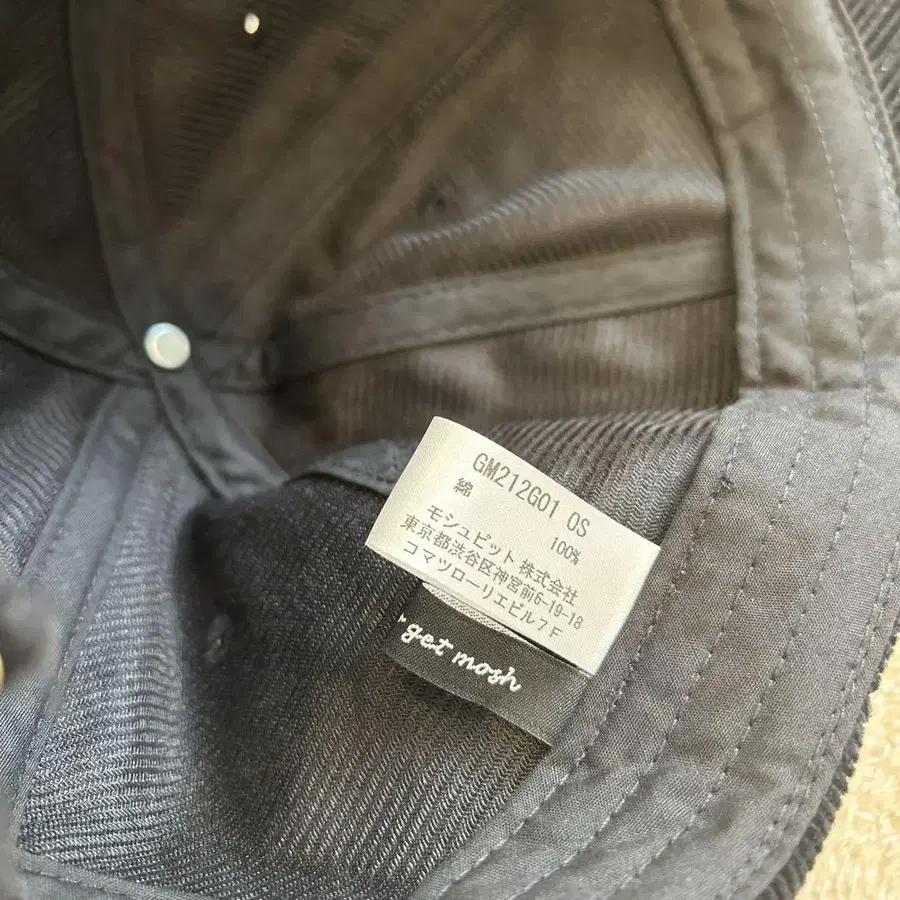 GM212G01 OS
綿 100%
モシュピット 株式会社
東京都渋谷区神宮前6-19-18
コマツローリエビル7F
get mosh